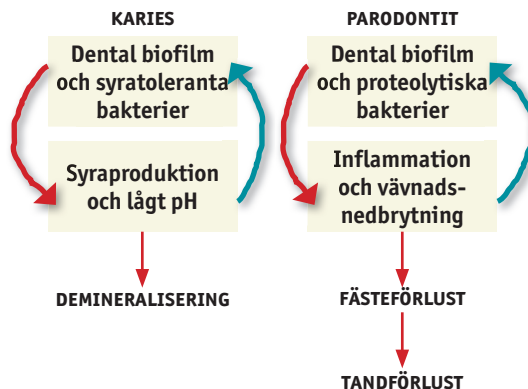 KARIES
Dental biofilm
och syratoleranta
bakterier
Syraproduktion
och lågt pH
DEMINERALISERING
PARODONTIT
Dental biofilm
och proteolytiska
bakterier
Inflammation
och vävnads-
nedbrytning
FÄSTEFÖRLUST
TANDFÖRLUST